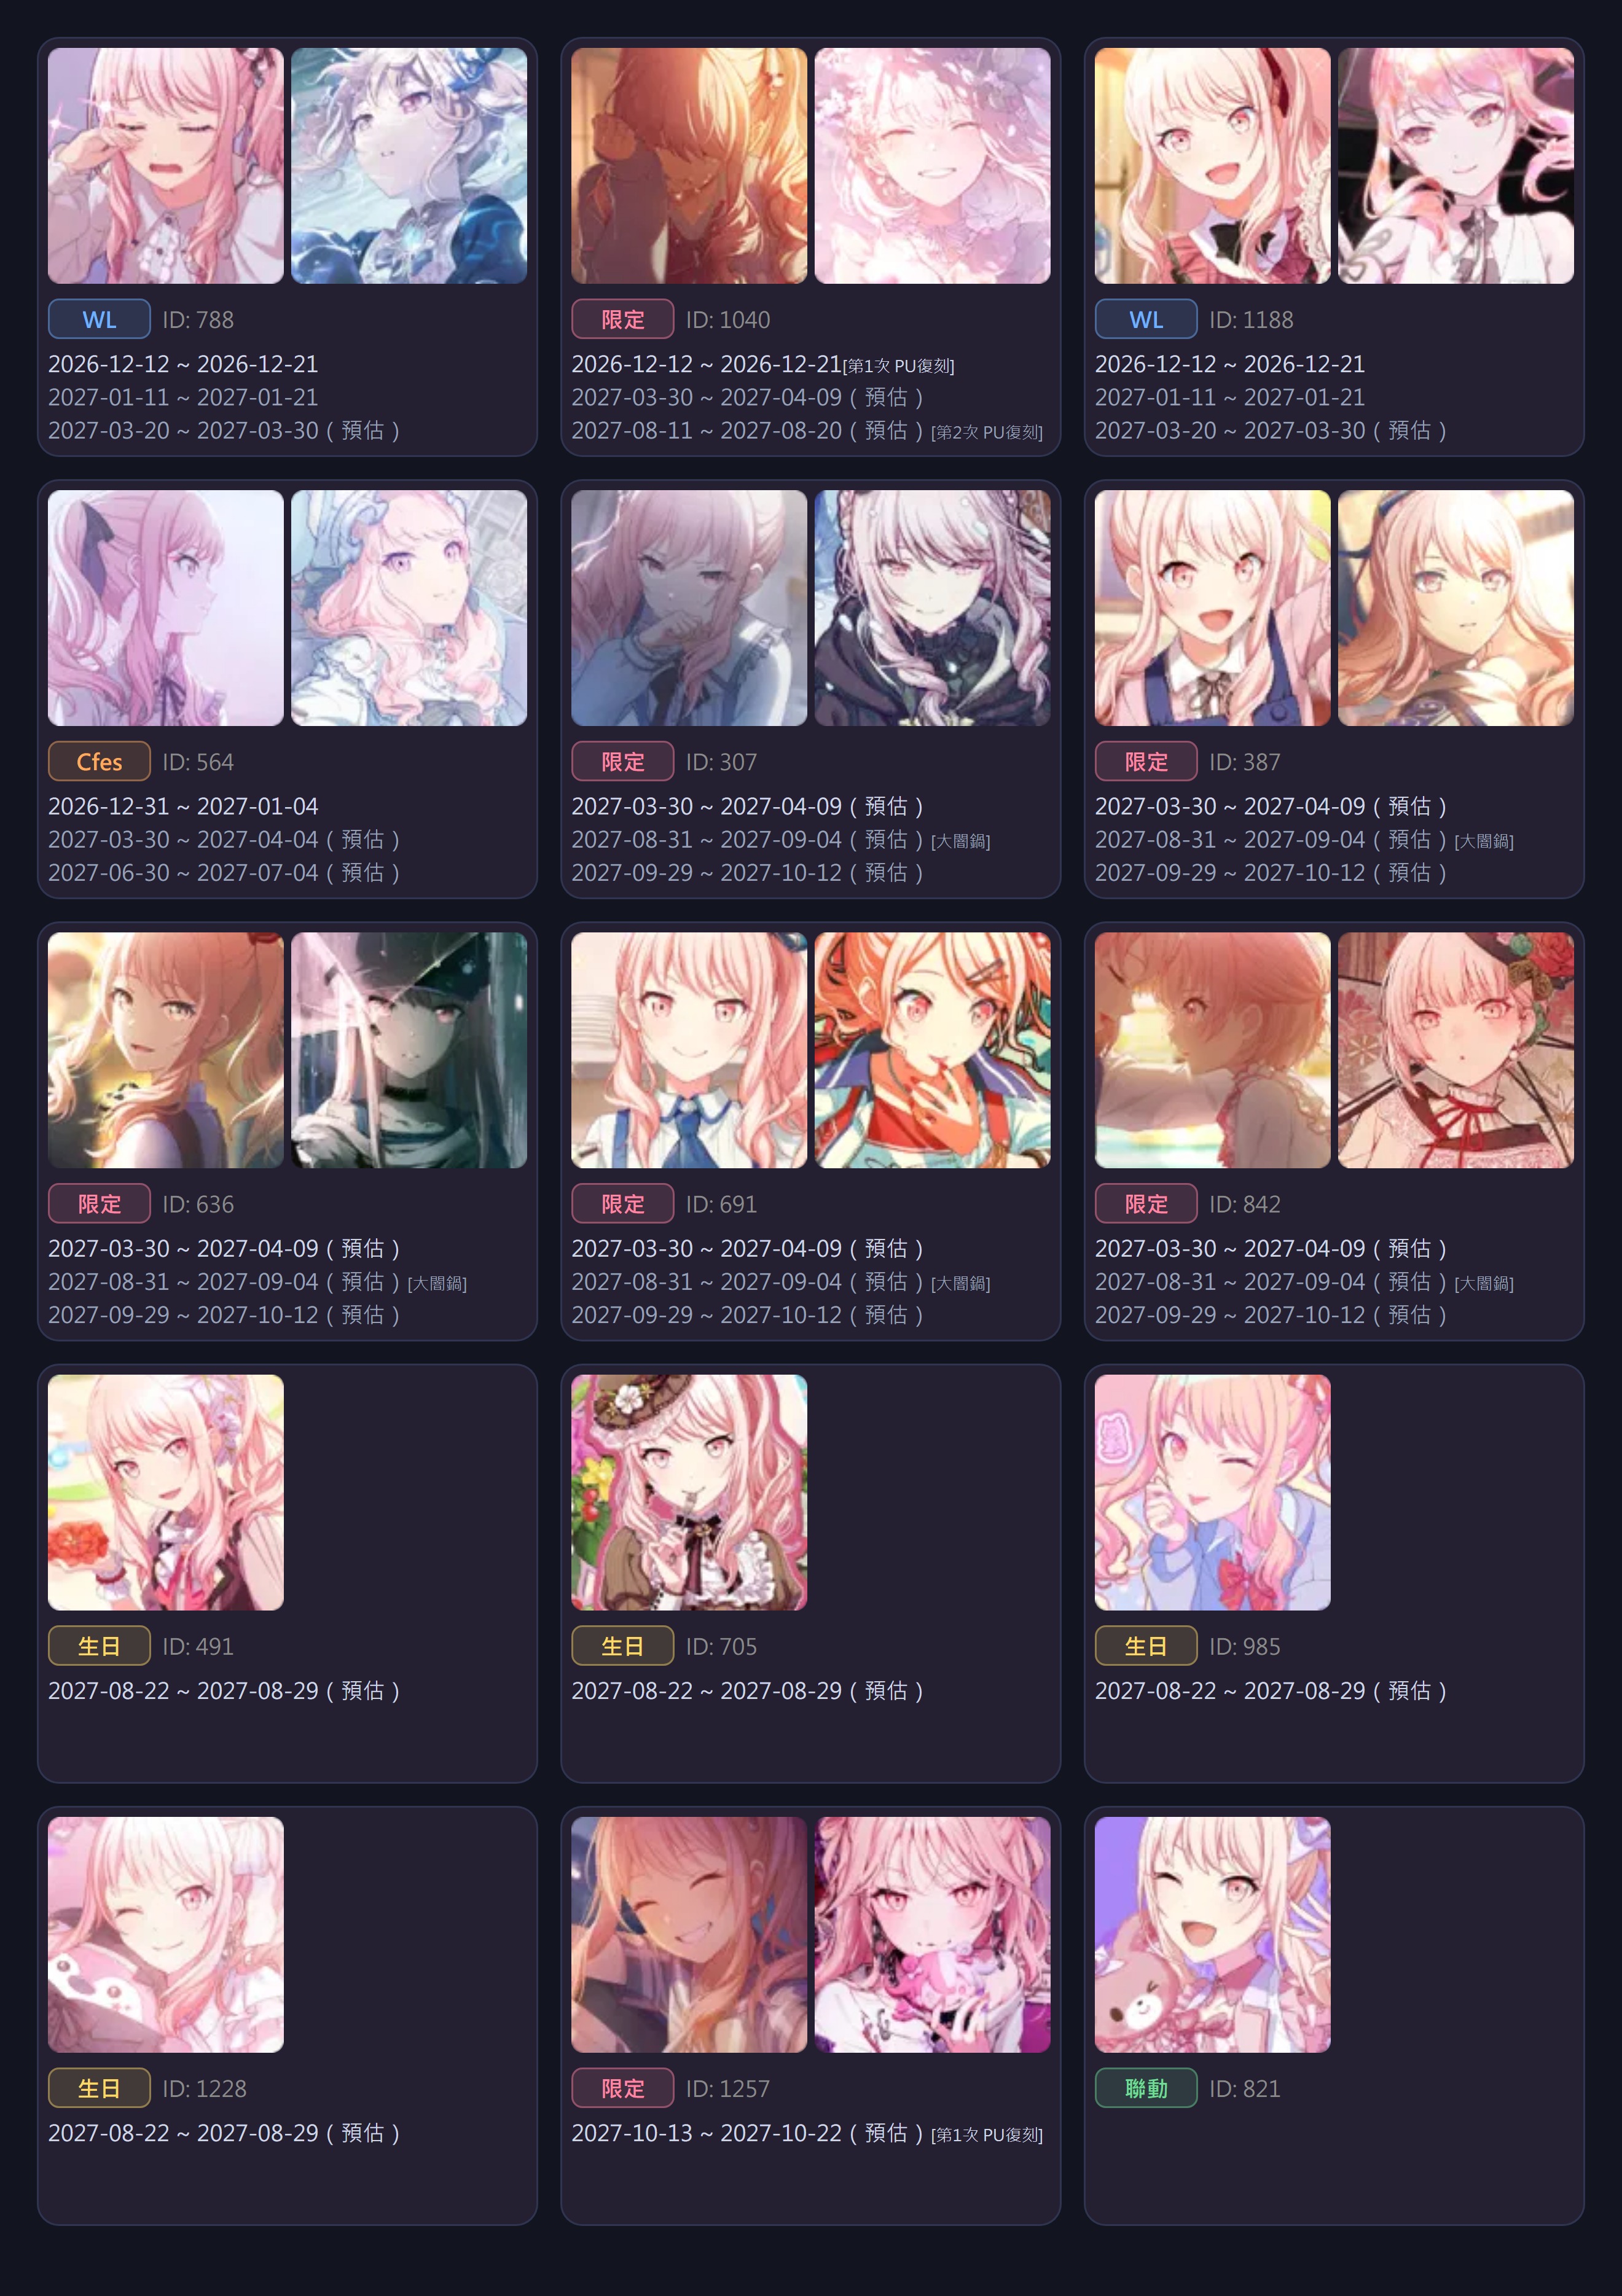 WL ID: 788
2026-12-12 ~ 2026-12-21
2027-01-11 ~ 2027-01-21
2027-03-20 ~ 2027-03-30 ( 預估 )
限定 ID: 1040
2026-12-12 ~ 2026-12-21[第1次 PU復刻]
2027-03-30 ~ 2027-04-09 ( 預估 )
2027-08-11 ~ 2027-08-20 ( 預估 ) [第2次 PU復刻]
WL ID: 1188
2026-12-12 ~ 2026-12-21
2027-01-11 ~ 2027-01-21
2027-03-20 ~ 2027-03-30 ( 預估 )
Cfes ID: 564
2026-12-31 ~ 2027-01-04
2027-03-30 ~ 2027-04-04 ( 預估 )
2027-06-30 ~ 2027-07-04 ( 預估 )
限定 ID: 307
2027-03-30 ~ 2027-04-09 ( 預估 )
2027-08-31 ~ 2027-09-04 ( 預估 ) [大闇鍋]
2027-09-29 ~ 2027-10-12 ( 預估 )
限定 ID: 387
2027-03-30 ~ 2027-04-09 ( 預估 )
2027-08-31 ~ 2027-09-04 ( 預估 ) [大闇鍋]
2027-09-29 ~ 2027-10-12 ( 預估 )
限定 ID: 636
2027-03-30 ~ 2027-04-09 ( 預估 )
2027-08-31 ~ 2027-09-04 ( 預估 ) [大闇鍋]
2027-09-29 ~ 2027-10-12 ( 預估 )
限定 ID: 691
2027-03-30 ~ 2027-04-09 ( 預估 )
2027-08-31 ~ 2027-09-04 ( 預估 ) [大闇鍋]
2027-09-29 ~ 2027-10-12 ( 預估 )
限定 ID: 842
2027-03-30 ~ 2027-04-09 ( 預估 )
2027-08-31 ~ 2027-09-04 ( 預估 ) [大闇鍋]
2027-09-29 ~ 2027-10-12 ( 預估 )
生日 ID: 491
2027-08-22 ~ 2027-08-29 ( 預估 )
生日 ID: 705
2027-08-22 ~ 2027-08-29 ( 預估 )
生日 ID: 985
2027-08-22 ~ 2027-08-29 ( 預估 )
生日 ID: 1228
2027-08-22 ~ 2027-08-29 ( 預估 )
限定 ID: 1257
2027-10-13 ~ 2027-10-22 ( 預估 ) [第1次 PU復刻]
聯動 ID: 821